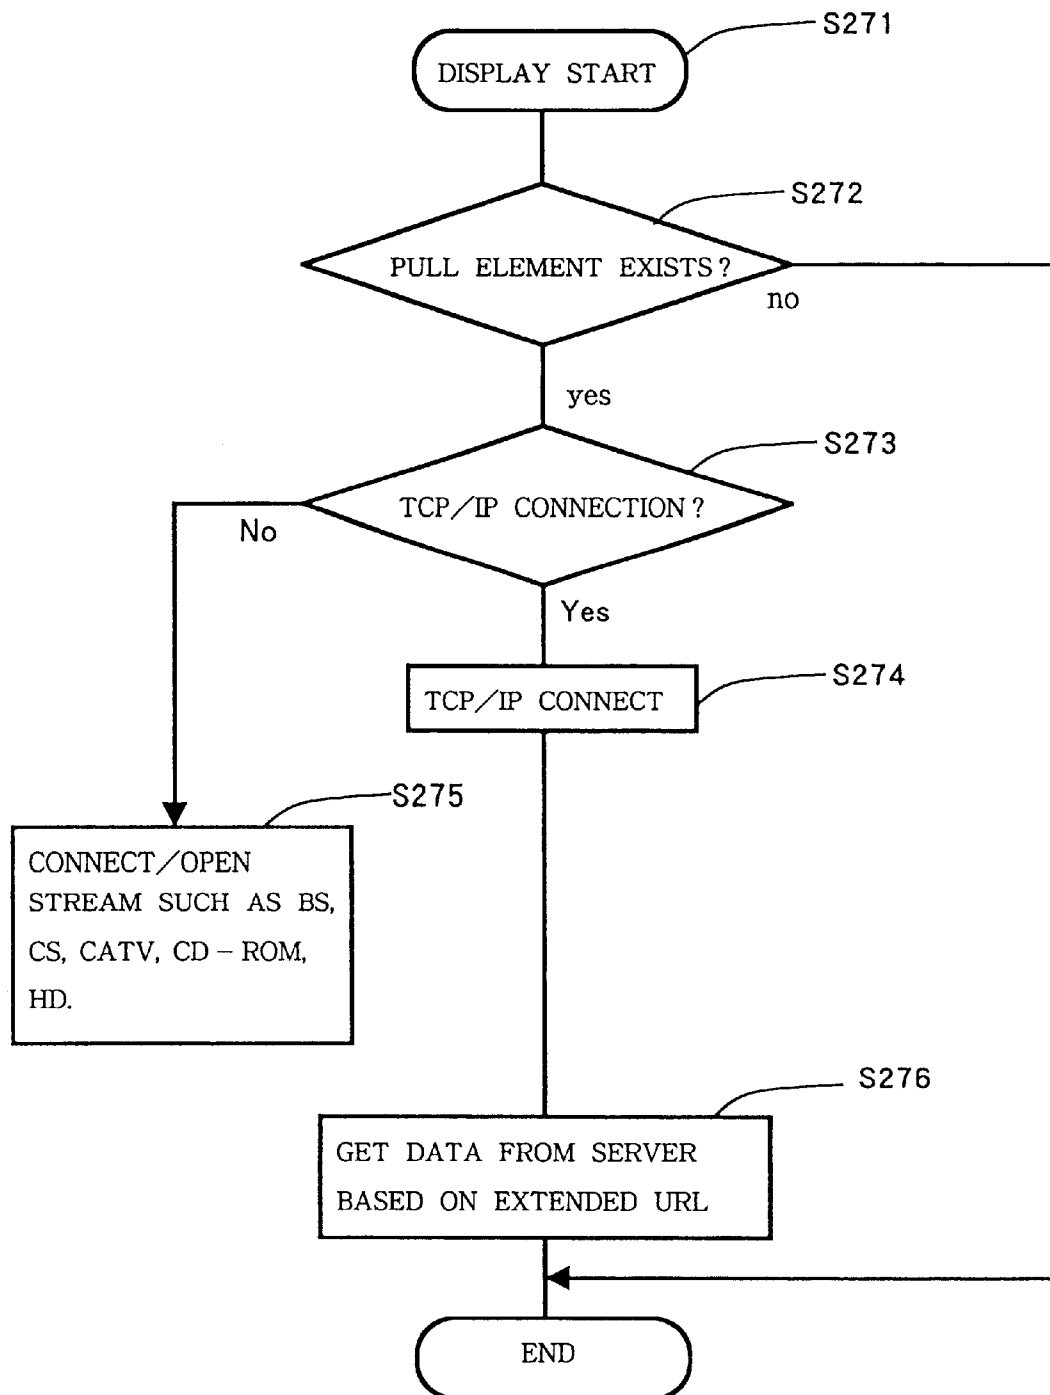 S271
DISPLAY START
S272
PULL ELEMENT EXISTS?
no
yes
S273
TCP/IP CONNECTION?
No
Yes
S274
TCP/IP CONNECT
S275
CONNECT/OPEN
STREAM SUCH AS BS,
CS, CATV, CD-ROM,
HD.
S276
GET DATA FROM SERVER
BASED ON EXTENDED URL
END